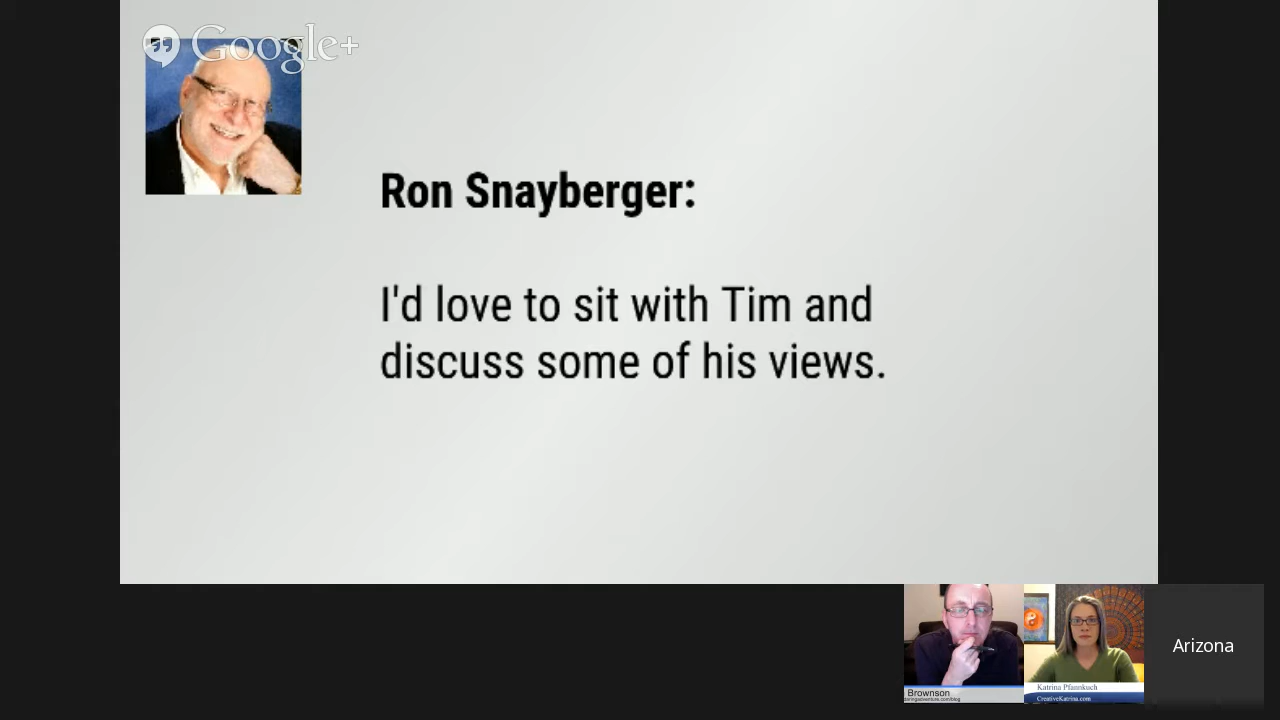 Google+
Ron Snayberger:
I'd love to sit with Tim and
discuss some of his views.
Arizona
Brownson
Katrina Pfannkuch
CreativeKatrina.com